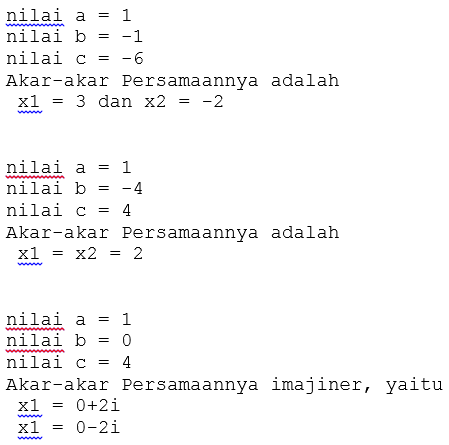 nilai a = 1
nilai b = -1
nilai c = -6
Akar-akar Persamaannya adalah
x1 = 3 dan x2 = -2
nilai a = 1
nilai b = -4
nilai c = 4
Akar-akar Persamaannya adalah
x1 = x2 = 2
nilai a = 1
nilai b = 0
nilai c = 4
Akar-akar Persamaannya imajiner, yaitu
x1 = 0+2i
x1 = 0-2i